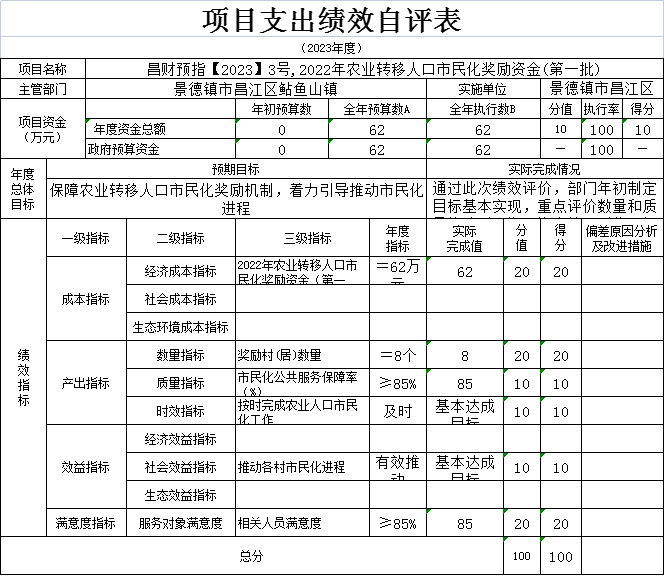 项目支出绩效自评表
（2023年度）
项目名称 昌财预指【2023】3号,2022年农业转移人口市民化奖励资金(第一批)
主管部门 景德镇市昌江区鲇鱼山镇 实施单位 景德镇市昌江区
项目资金（万元） 年初预算数 全年预算数A 全年执行数B 分值 执行率 得分
年度资金总额 0 62 62 10 100 10
政府预算资金 0 62 62 － 100 －
年度总体目标 预期目标 实际完成情况
保障农业转移人口市民化奖励机制，着力引导推动市民化进程 通过此次绩效评价，部门年初制定目标基本实现，重点评价数量和质
绩效指标 一级指标 二级指标 三级指标 年度指标 实际完成值 分值 得分 偏差原因分析及改进措施
成本指标 经济成本指标 2022年农业转移人口市民化奖励资金（第一 ＝62万元 62 20 20
社会成本指标
生态环境成本指标
产出指标 数量指标 奖励村(居)数量 ＝8个 8 20 20
质量指标 市民化公共服务保障率（%） ≥85% 85 10 10
时效指标 按时完成农业人口市民化工作 及时 基本达成目标 10 10
效益指标 经济效益指标
社会效益指标 推动各村市民化进程 有效推动 基本达成目标 10 10
生态效益指标
满意度指标 服务对象满意度 相关人员满意度 ≥85% 85 20 20
总分 100 100